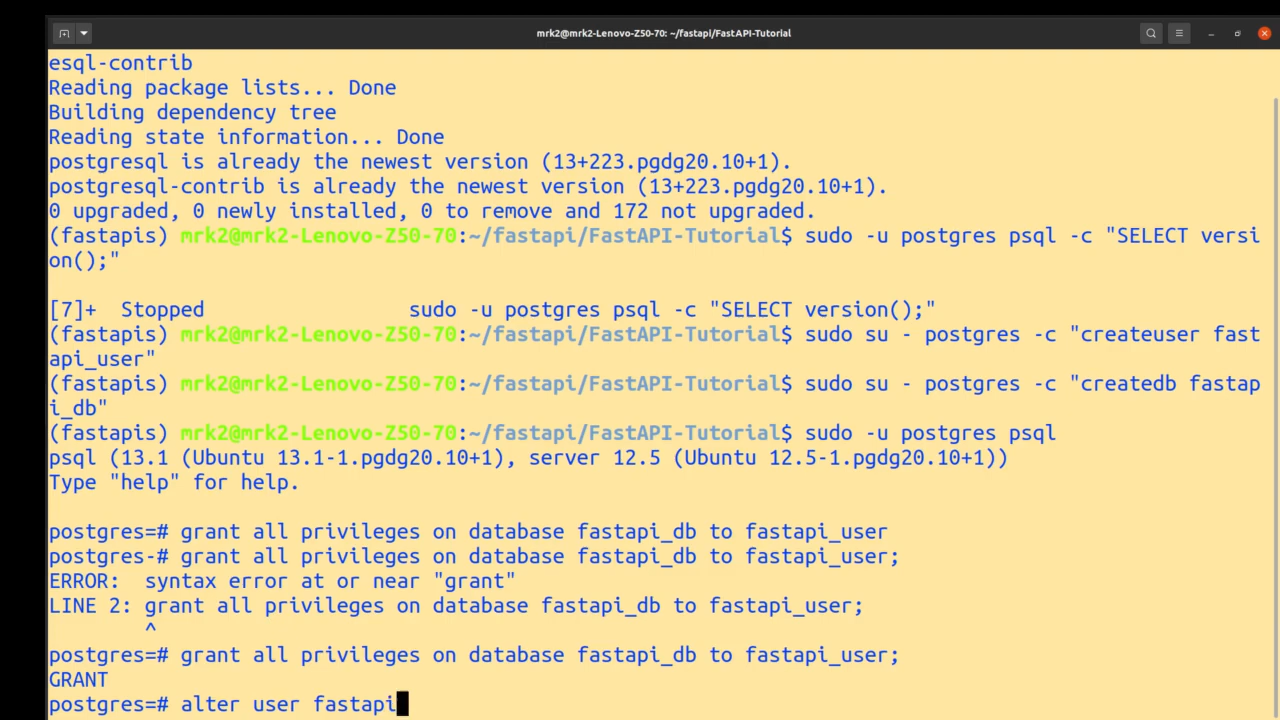 mrk2@mrk2-Lenovo-Z50-70: ~/fastapi/FastAPI-Tutorial
esql-contrib
Reading package lists... Done
Building dependency tree
Reading state information... Done
postgresql is already the newest version (13+223.pgdg20.10+1).
postgresql-contrib is already the newest version (13+223.pgdg20.10+1).
0 upgraded, 0 newly installed, 0 to remove and 172 not upgraded.
(fastapis) mrk2@mrk2-Lenovo-Z50-70:~/fastapi/FastAPI-Tutorial$ sudo -u postgres psql -c "SELECT versi
on();"
[7]+  Stopped                 sudo -u postgres psql -c "SELECT version();"
(fastapis) mrk2@mrk2-Lenovo-Z50-70:~/fastapi/FastAPI-Tutorial$ sudo su - postgres -c "createuser fast
api_user"
(fastapis) mrk2@mrk2-Lenovo-Z50-70:~/fastapi/FastAPI-Tutorial$ sudo su - postgres -c "createdb fastap
i_db"
(fastapis) mrk2@mrk2-Lenovo-Z50-70:~/fastapi/FastAPI-Tutorial$ sudo -u postgres psql
psql (13.1 (Ubuntu 13.1-1.pgdg20.10+1), server 12.5 (Ubuntu 12.5-1.pgdg20.10+1))
Type "help" for help.
postgres=# grant all privileges on database fastapi_db to fastapi_user
postgres-# grant all privileges on database fastapi_db to fastapi_user;
ERROR:  syntax error at or near "grant"
LINE 2: grant all privileges on database fastapi_db to fastapi_user;
        ^
postgres=# grant all privileges on database fastapi_db to fastapi_user;
GRANT
postgres=# alter user fastapi